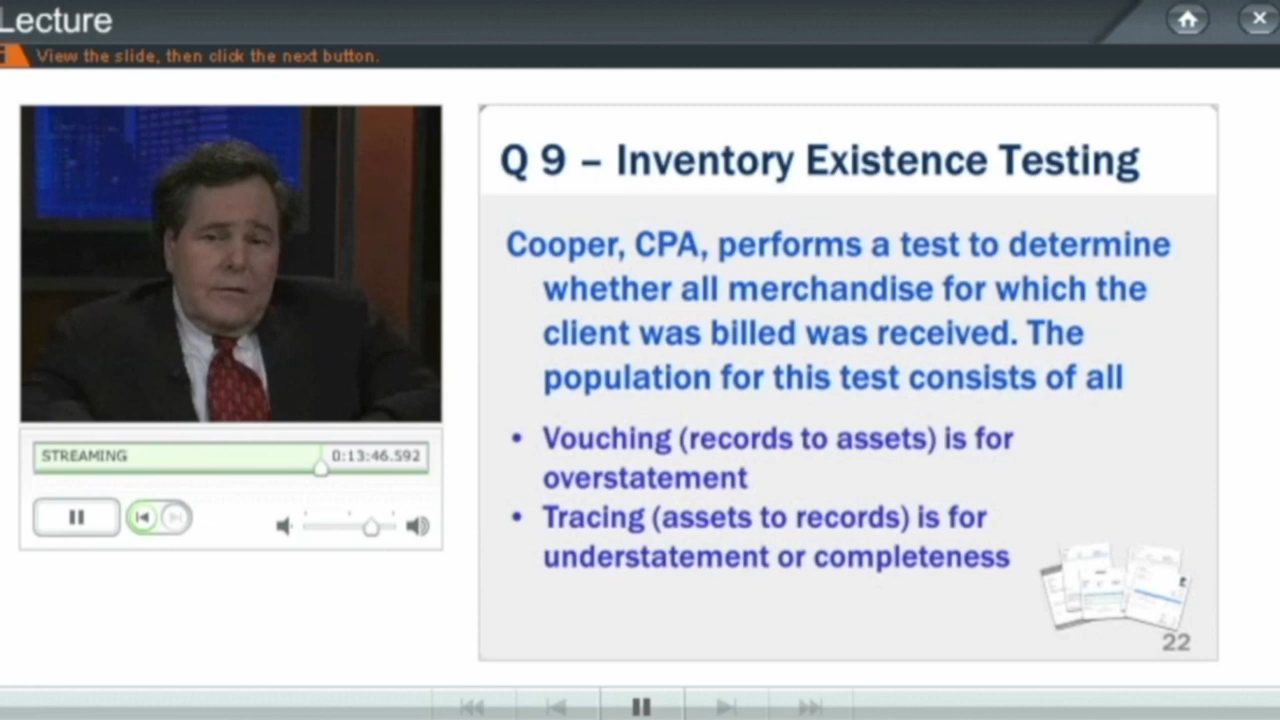 Lecture
View the slide, then click the next button.
Q 9 – Inventory Existence Testing
Cooper, CPA, performs a test to determine
whether all merchandise for which the
client was billed was received. The
population for this test consists of all
• Vouching (records to assets) is for
overstatement
• Tracing (assets to records) is for
understatement or completeness
22
STREAMING 0:13:46.592